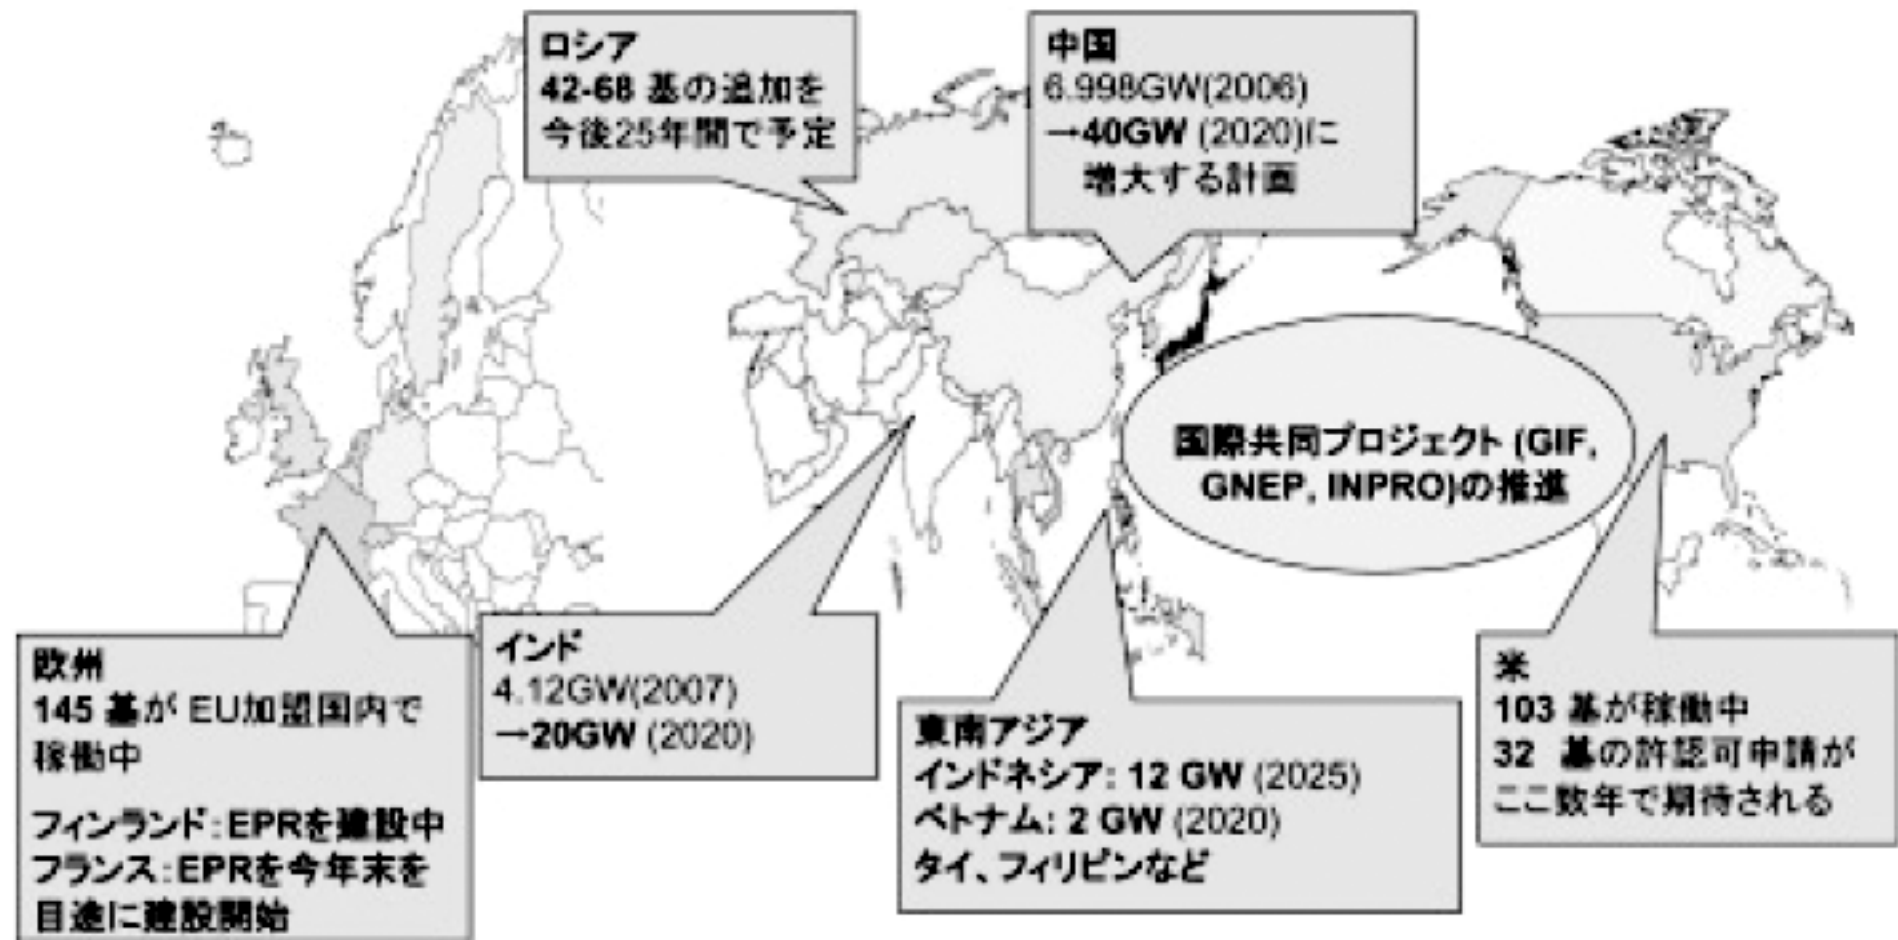 ロシア
42-68 基の追加を
今後25年間で予定
中国
6.998GW(2006)
→40GW (2020)に
増大する計画
国際共同プロジェクト (GIF,
GNEP, INPRO)の推進
欧州
145 基が EU加盟国内で
稼働中
フィンランド:EPRを建設中
フランス:EPRを今年末を
目途に建設開始
インド
4.12GW(2007)
→20GW (2020)
東南アジア
インドネシア: 12 GW (2025)
ベトナム: 2 GW (2020)
タイ、フィリピンなど
米
103 基が稼働中
32 基の許認可申請が
ここ数年で期待される